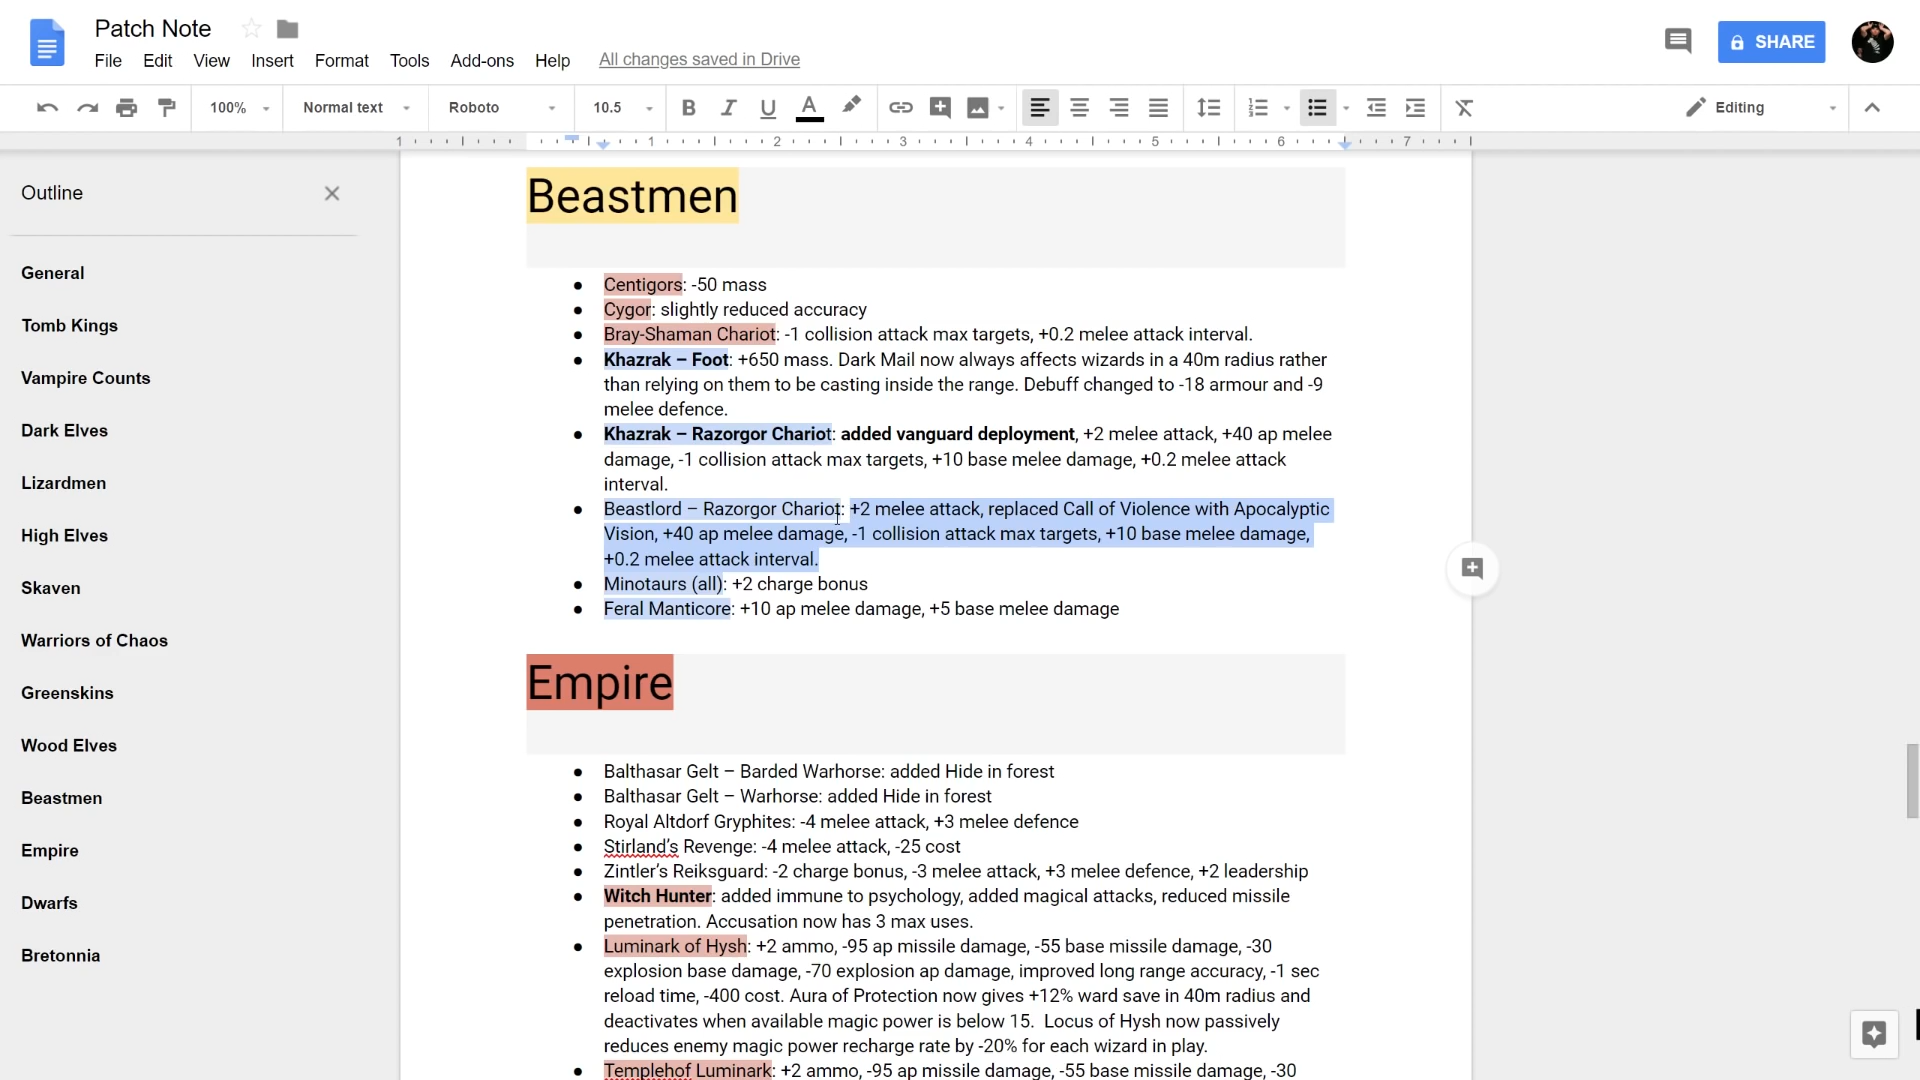 Patch Note
File Edit View Insert Format Tools Add-ons Help All changes saved in Drive
SHARE
100% Normal text Roboto 10.5 B I U A Editing
1 1 2 3 4 5 6 7
Outline
General
Tomb Kings
Vampire Counts
Dark Elves
Lizardmen
High Elves
Skaven
Warriors of Chaos
Greenskins
Wood Elves
Beastmen
Empire
Dwarfs
Bretonnia
Beastmen
● Centigors: -50 mass
● Cygor: slightly reduced accuracy
● Bray-Shaman Chariot: -1 collision attack max targets, +0.2 melee attack interval.
● Khazrak – Foot: +650 mass. Dark Mail now always affects wizards in a 40m radius rather
than relying on them to be casting inside the range. Debuff changed to -18 armour and -9
melee defence.
● Khazrak – Razorgor Chariot: added vanguard deployment, +2 melee attack, +40 ap melee
damage, -1 collision attack max targets, +10 base melee damage, +0.2 melee attack
interval.
● Beastlord – Razorgor Chariot: +2 melee attack, replaced Call of Violence with Apocalyptic
Vision, +40 ap melee damage, -1 collision attack max targets, +10 base melee damage,
+0.2 melee attack interval.
● Minotaurs (all): +2 charge bonus
● Feral Manticore: +10 ap melee damage, +5 base melee damage
Empire
● Balthasar Gelt – Barded Warhorse: added Hide in forest
● Balthasar Gelt – Warhorse: added Hide in forest
● Royal Altdorf Gryphites: -4 melee attack, +3 melee defence
● Stirland’s Revenge: -4 melee attack, -25 cost
● Zintler’s Reiksguard: -2 charge bonus, -3 melee attack, +3 melee defence, +2 leadership
● Witch Hunter: added immune to psychology, added magical attacks, reduced missile
penetration. Accusation now has 3 max uses.
● Luminark of Hysh: +2 ammo, -95 ap missile damage, -55 base missile damage, -30
explosion base damage, -70 explosion ap damage, improved long range accuracy, -1 sec
reload time, -400 cost. Aura of Protection now gives +12% ward save in 40m radius and
deactivates when available magic power is below 15.  Locus of Hysh now passively
reduces enemy magic power recharge rate by -20% for each wizard in play.
● Templehof Luminark: +2 ammo, -95 ap missile damage, -55 base missile damage, -30